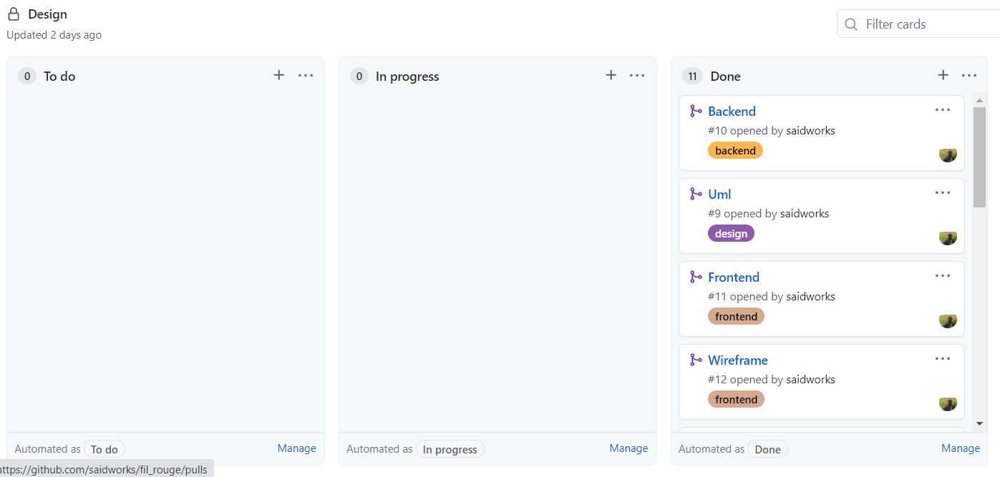 Design
Updated 2 days ago
Filter cards
0 To do
0 In progress
11 Done
Backend
#10 opened by saidworks
backend
Uml
#9 opened by saidworks
design
Frontend
#11 opened by saidworks
frontend
Wireframe
#12 opened by saidworks
frontend
Automated as To do Manage
Automated as In progress Manage
Automated as Done Manage
https://github.com/saidworks/fil_rouge/pulls